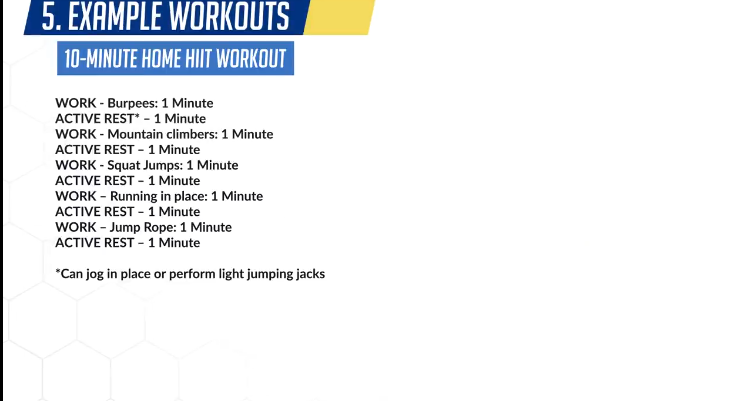 5. EXAMPLE WORKOUTS
10-MINUTE HOME HIIT WORKOUT
WORK - Burpees: 1 Minute
ACTIVE REST* – 1 Minute
WORK - Mountain climbers: 1 Minute
ACTIVE REST – 1 Minute
WORK - Squat Jumps: 1 Minute
ACTIVE REST – 1 Minute
WORK – Running in place: 1 Minute
ACTIVE REST – 1 Minute
WORK – Jump Rope: 1 Minute
ACTIVE REST – 1 Minute
*Can jog in place or perform light jumping jacks